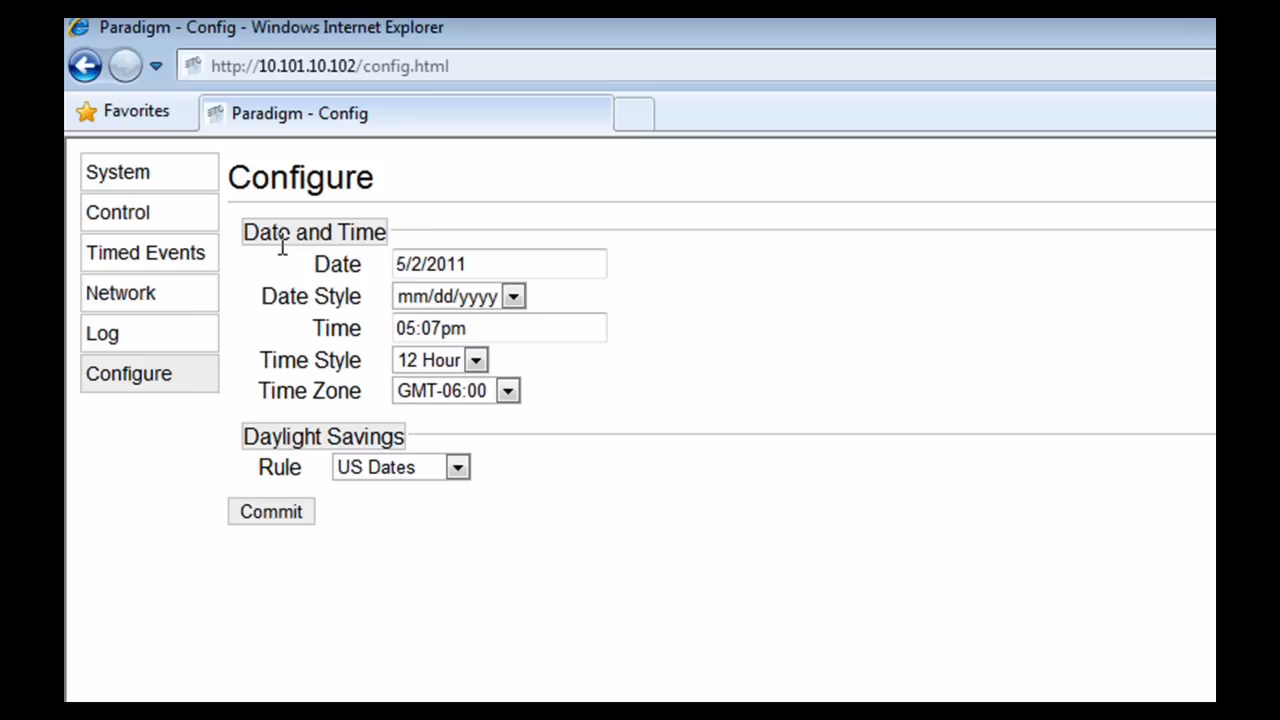 Paradigm - Config - Windows Internet Explorer
http://10.101.10.102/config.html
Favorites
Paradigm - Config
System
Control
Timed Events
Network
Log
Configure
Configure
Date and Time
Date 5/2/2011
Date Style mm/dd/yyyy
Time 05:07pm
Time Style 12 Hour
Time Zone GMT-06:00
Daylight Savings
Rule US Dates
Commit